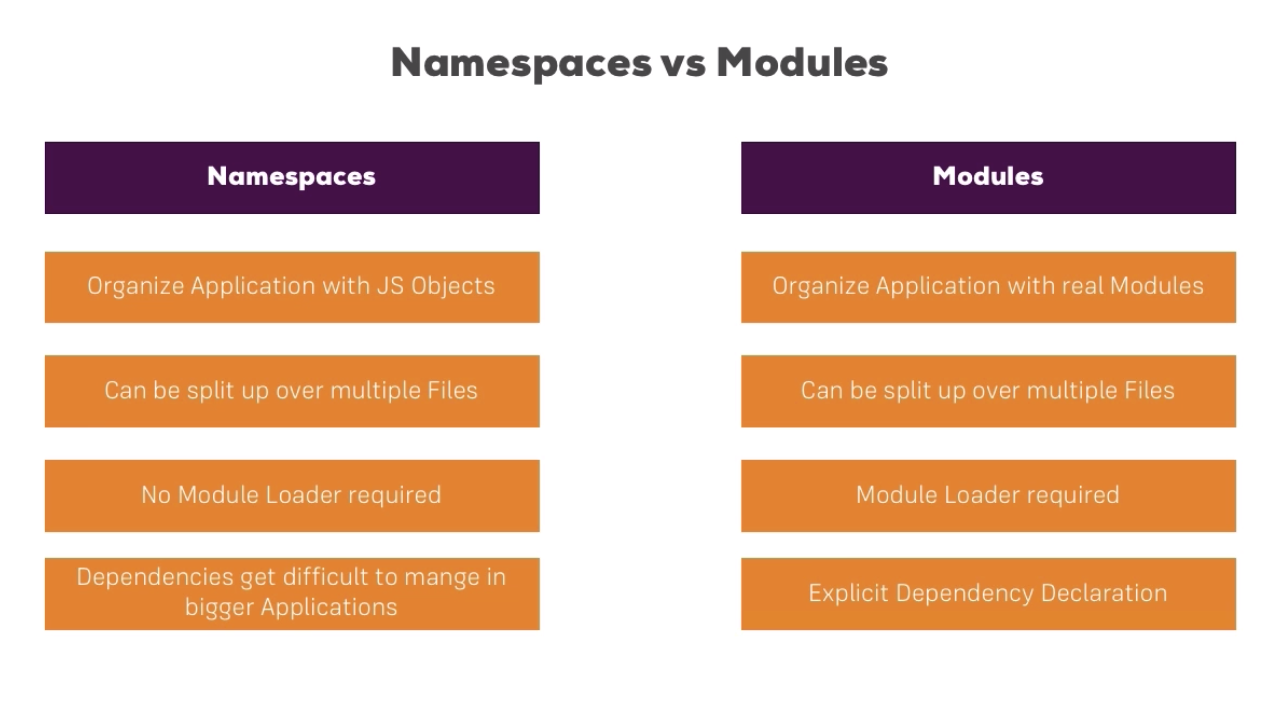 Namespaces vs Modules
Namespaces
Modules
Organize Application with JS Objects
Organize Application with real Modules
Can be split up over multiple Files
Can be split up over multiple Files
No Module Loader required
Module Loader required
Dependencies get difficult to mange in
bigger Applications
Explicit Dependency Declaration